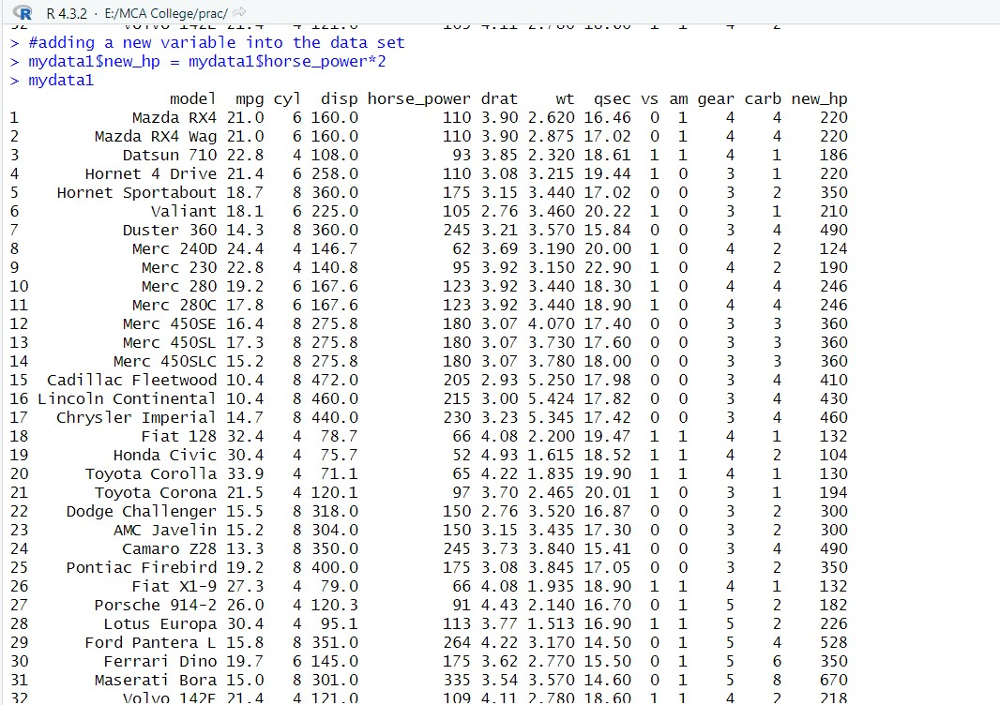 R 4.3.2 · E:/MCA College/prac/
32 Volvo 142E 21.4 4 121.0 109 4.11 2.780 18.60 1 1 4 2
> #adding a new variable into the data set
> mydata1$new_hp = mydata1$horse_power*2
> mydata1
model mpg cyl disp horse_power drat wt qsec vs am gear carb new_hp
1 Mazda RX4 21.0 6 160.0 110 3.90 2.620 16.46 0 1 4 4 220
2 Mazda RX4 Wag 21.0 6 160.0 110 3.90 2.875 17.02 0 1 4 4 220
3 Datsun 710 22.8 4 108.0 93 3.85 2.320 18.61 1 1 4 1 186
4 Hornet 4 Drive 21.4 6 258.0 110 3.08 3.215 19.44 1 0 3 1 220
5 Hornet Sportabout 18.7 8 360.0 175 3.15 3.440 17.02 0 0 3 2 350
6 Valiant 18.1 6 225.0 105 2.76 3.460 20.22 1 0 3 1 210
7 Duster 360 14.3 8 360.0 245 3.21 3.570 15.84 0 0 3 4 490
8 Merc 240D 24.4 4 146.7 62 3.69 3.190 20.00 1 0 4 2 124
9 Merc 230 22.8 4 140.8 95 3.92 3.150 22.90 1 0 4 2 190
10 Merc 280 19.2 6 167.6 123 3.92 3.440 18.30 1 0 4 4 246
11 Merc 280C 17.8 6 167.6 123 3.92 3.440 18.90 1 0 4 4 246
12 Merc 450SE 16.4 8 275.8 180 3.07 4.070 17.40 0 0 3 3 360
13 Merc 450SL 17.3 8 275.8 180 3.07 3.730 17.60 0 0 3 3 360
14 Merc 450SLC 15.2 8 275.8 180 3.07 3.780 18.00 0 0 3 3 360
15 Cadillac Fleetwood 10.4 8 472.0 205 2.93 5.250 17.98 0 0 3 4 410
16 Lincoln Continental 10.4 8 460.0 215 3.00 5.424 17.82 0 0 3 4 430
17 Chrysler Imperial 14.7 8 440.0 230 3.23 5.345 17.42 0 0 3 4 460
18 Fiat 128 32.4 4 78.7 66 4.08 2.200 19.47 1 1 4 1 132
19 Honda Civic 30.4 4 75.7 52 4.93 1.615 18.52 1 1 4 2 104
20 Toyota Corolla 33.9 4 71.1 65 4.22 1.835 19.90 1 1 4 1 130
21 Toyota Corona 21.5 4 120.1 97 3.70 2.465 20.01 1 0 3 1 194
22 Dodge Challenger 15.5 8 318.0 150 2.76 3.520 16.87 0 0 3 2 300
23 AMC Javelin 15.2 8 304.0 150 3.15 3.435 17.30 0 0 3 2 300
24 Camaro Z28 13.3 8 350.0 245 3.73 3.840 15.41 0 0 3 4 490
25 Pontiac Firebird 19.2 8 400.0 175 3.08 3.845 17.05 0 0 3 2 350
26 Fiat X1-9 27.3 4 79.0 66 4.08 1.935 18.90 1 1 4 1 132
27 Porsche 914-2 26.0 4 120.3 91 4.43 2.140 16.70 0 1 5 2 182
28 Lotus Europa 30.4 4 95.1 113 3.77 1.513 16.90 1 1 5 2 226
29 Ford Pantera L 15.8 8 351.0 264 4.22 3.170 14.50 0 1 5 4 528
30 Ferrari Dino 19.7 6 145.0 175 3.62 2.770 15.50 0 1 5 6 350
31 Maserati Bora 15.0 8 301.0 335 3.54 3.570 14.60 0 1 5 8 670
32 Volvo 142E 21.4 4 121.0 109 4.11 2.780 18.60 1 1 4 2 218